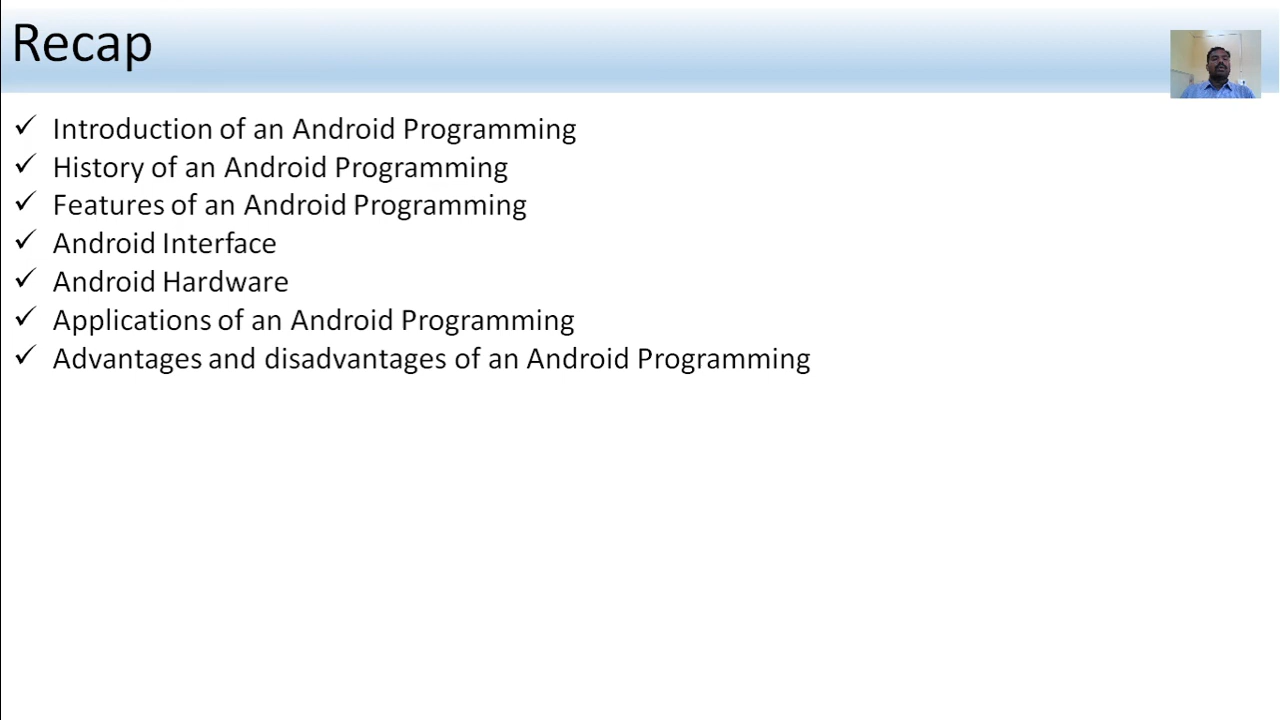 Recap
✓ Introduction of an Android Programming
✓ History of an Android Programming
✓ Features of an Android Programming
✓ Android Interface
✓ Android Hardware
✓ Applications of an Android Programming
✓ Advantages and disadvantages of an Android Programming